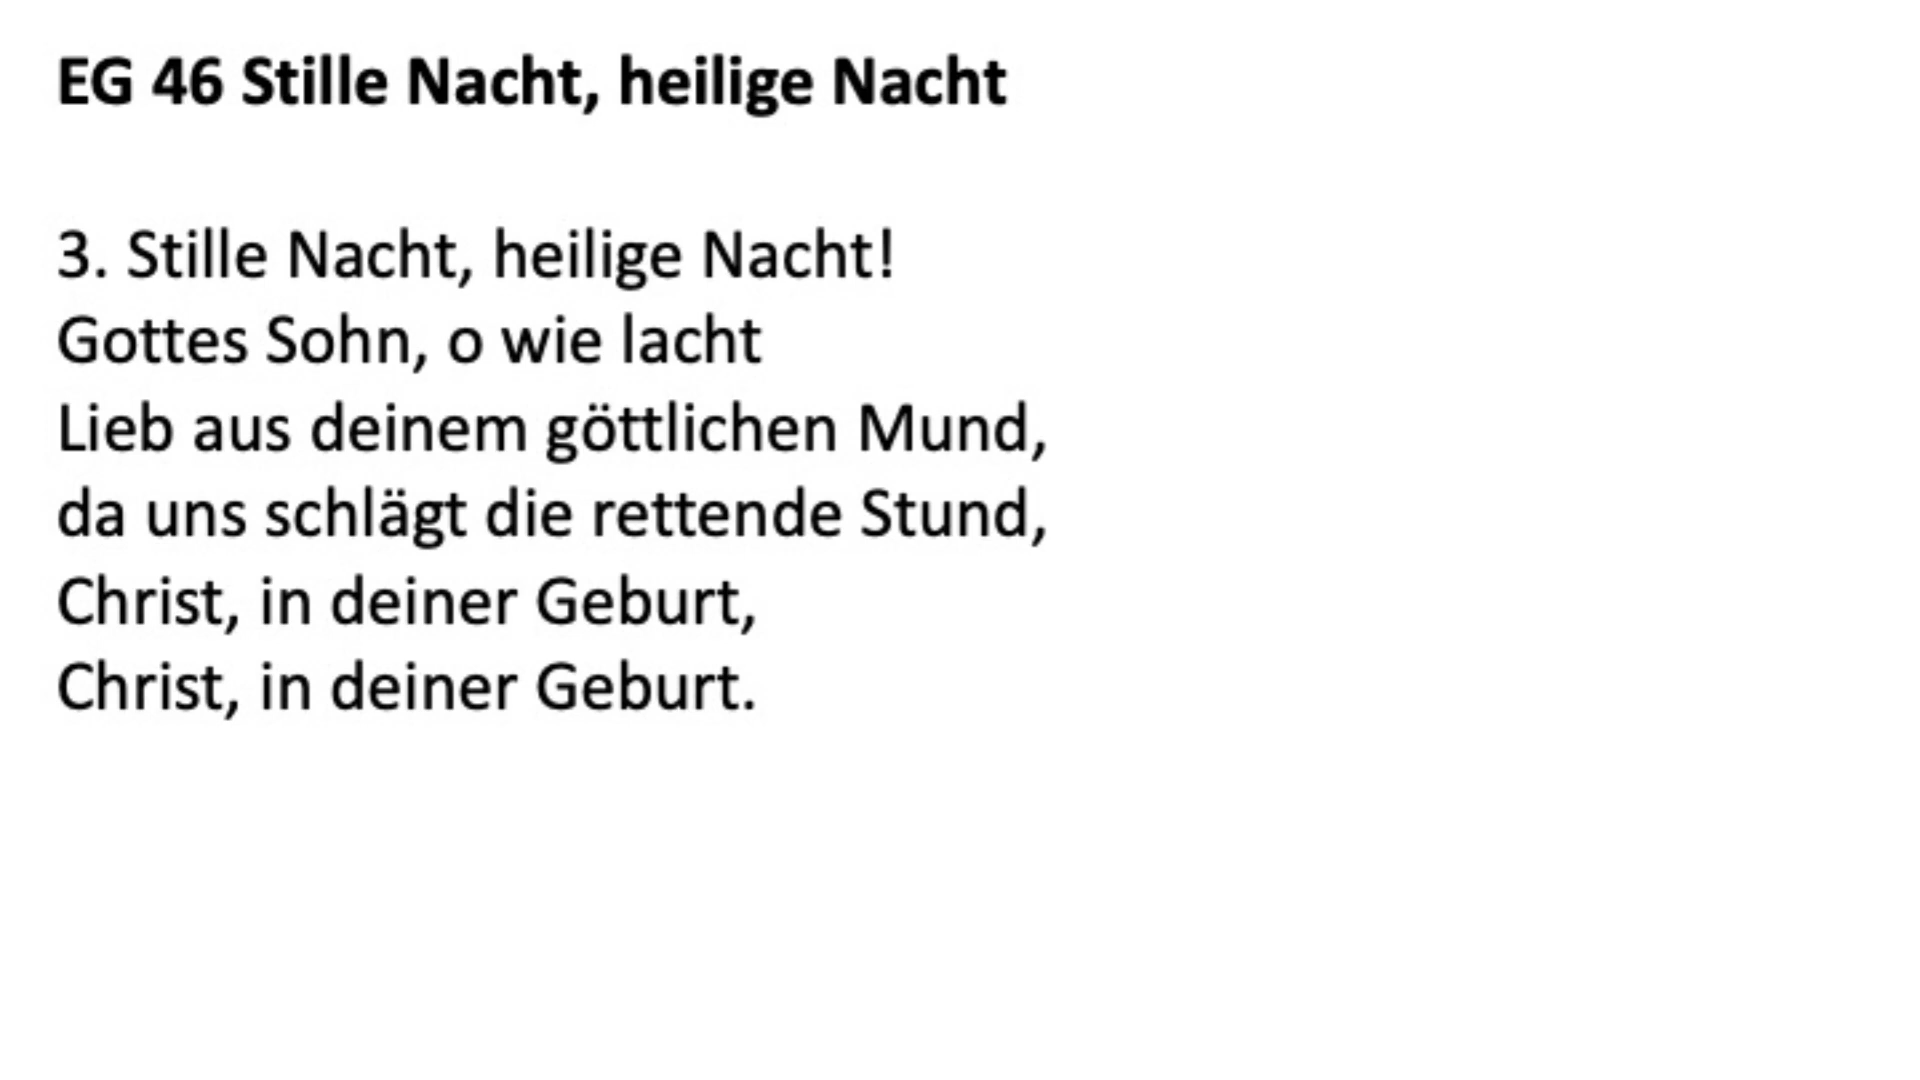 EG 46 Stille Nacht, heilige Nacht
3. Stille Nacht, heilige Nacht!
Gottes Sohn, o wie lacht
Lieb aus deinem göttlichen Mund,
da uns schlägt die rettende Stund,
Christ, in deiner Geburt,
Christ, in deiner Geburt.